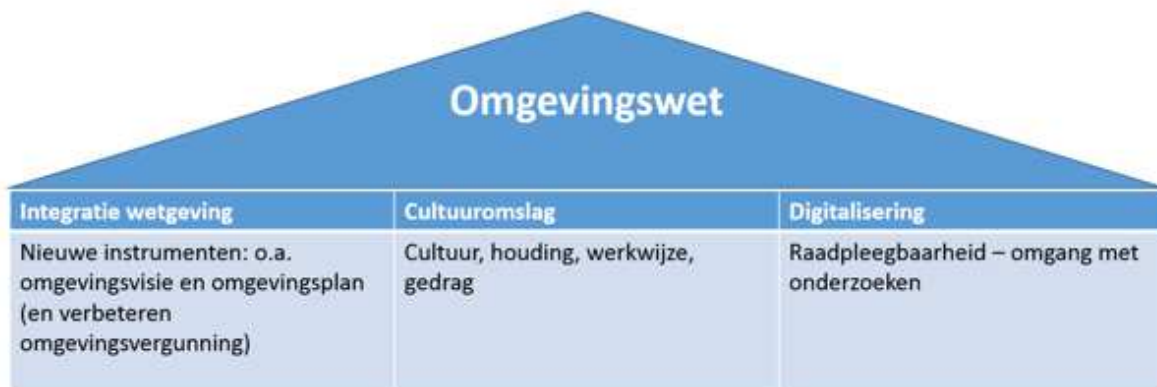 Omgevingswet
Integratie wetgeving
Cultuuromslag
Digitalisering
Nieuwe instrumenten: o.a.
omgevingsvisie en omgevingsplan
(en verbeteren
omgevingsvergunning)
Cultuur, houding, werkwijze,
gedrag
Raadpleegbaarheid – omgang met
onderzoeken